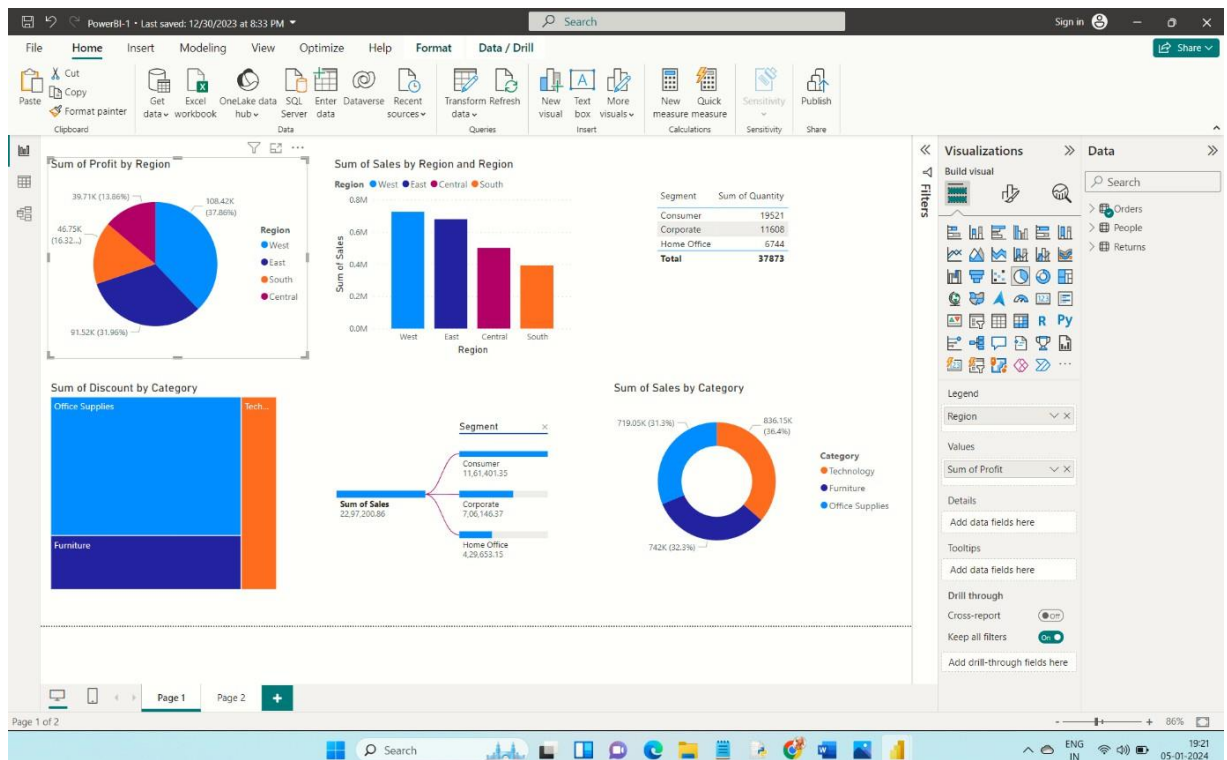 PowerBI-1 • Last saved: 12/30/2023 at 8:33 PM
Search
Sign in
File Home Insert Modeling View Optimize Help Format Data / Drill
Share
Paste
Cut
Copy
Format painter
Get data
Excel workbook
OneLake data hub
SQL Server
Enter data
Dataverse
Recent sources
Transform data
Refresh
New visual
Text box
More visuals
New measure
Quick measure
Sensitivity
Publish
Clipboard Data Queries Insert Calculations Sensitivity Share
Sum of Profit by Region
39.71K (13.86%)
108.42K
(37.86%)
46.75K
(16.32...)
91.52K (31.96%)
Region
West
East
South
Central
Sum of Sales by Region and Region
Region West East Central South
0.8M
0.6M
0.4M
0.2M
0.0M
Sum of Sales
West East Central South
Region
Segment Sum of Quantity
Consumer 19521
Corporate 11608
Home Office 6744
Total 37873
Sum of Discount by Category
Office Supplies
Tech...
Furniture
Segment ×
Consumer
11,61,401.35
Sum of Sales
22,97,200.86
Corporate
7,06,146.37
Home Office
4,29,653.15
Sum of Sales by Category
719.05K (31.3%)
836.15K
(36.4%)
742K (32.3%)
Category
Technology
Furniture
Office Supplies
Filters
Visualizations
Build visual
R Py
123
Legend
Region
Values
Sum of Profit
Details
Add data fields here
Tooltips
Add data fields here
Drill through
Cross-report Off
Keep all filters On
Add drill-through fields here
Data
Search
Orders
People
Returns
Page 1 Page 2 +
Page 1 of 2
- + 86%
Search
ENG
IN
19:21
05-01-2024